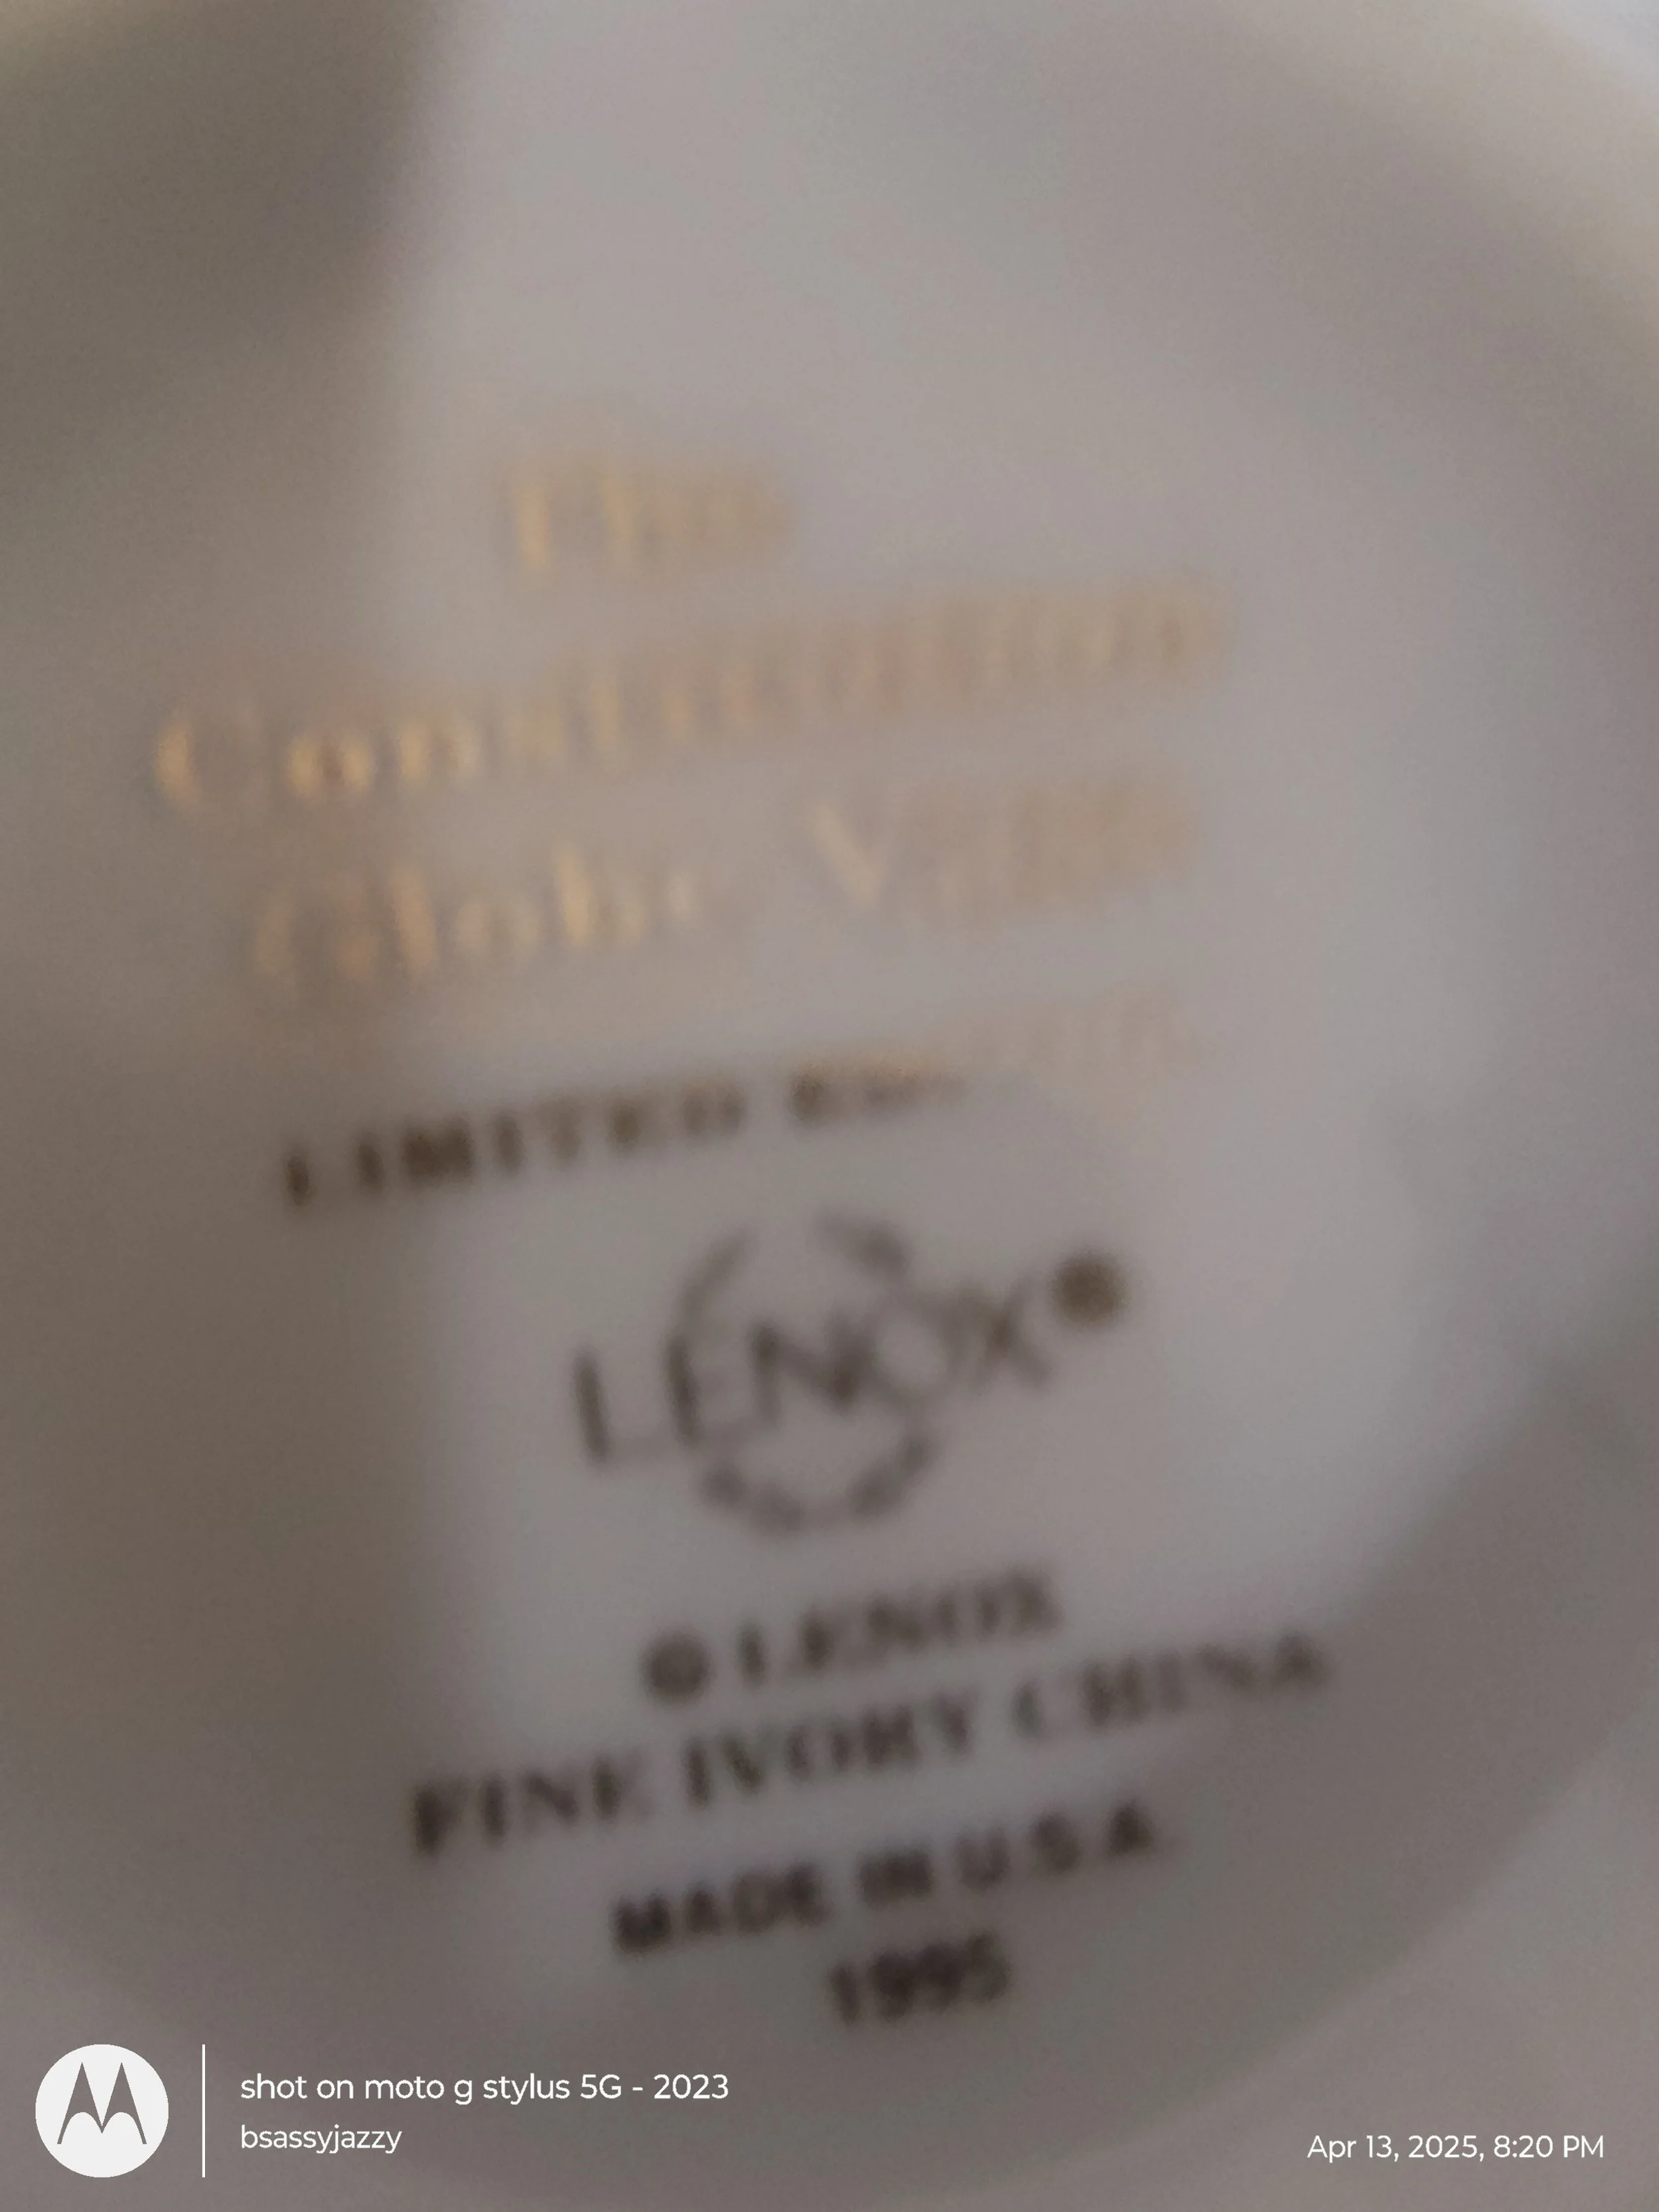 The
Constitution
Globe Vase
LIMITED EDITION
LENOX®
© LENOX
FINE IVORY CHINA
MADE IN U.S.A.
1995
shot on moto g stylus 5G - 2023
bsassyjazzy
Apr 13, 2025, 8:20 PM